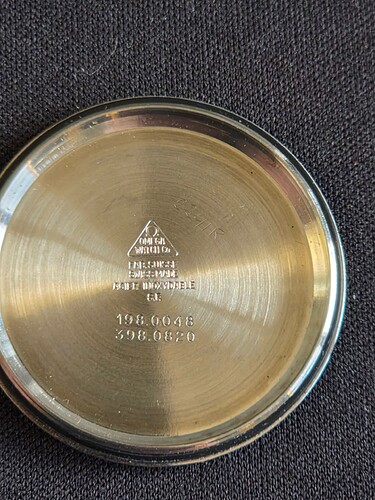 Ω
OMEGA
WATCH Co
FAB.SUISSE
SWISS MADE
ACIER INOXYDABLE
198.0048
398.0820